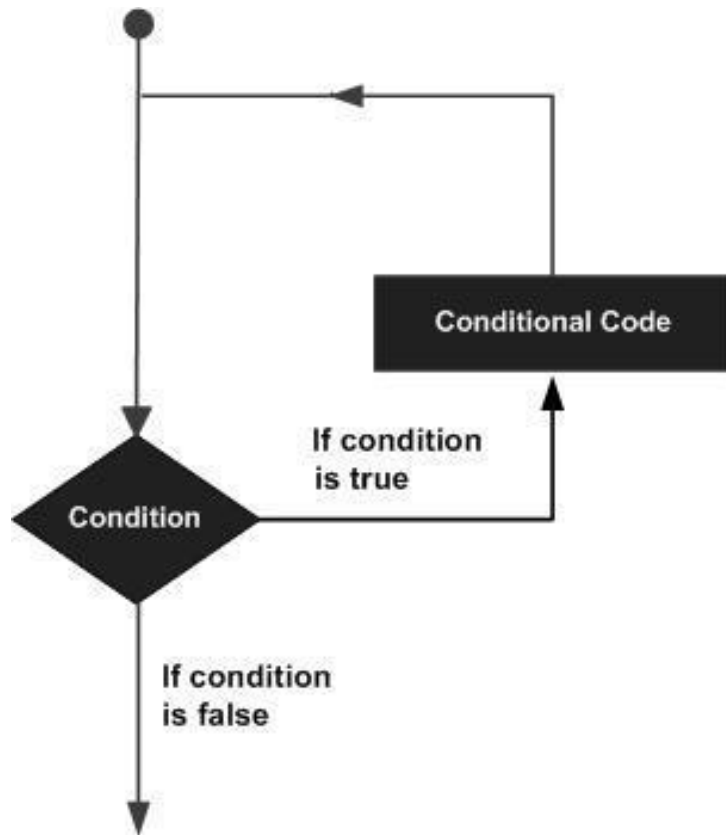 Conditional Code
If condition
is true
Condition
If condition
is false